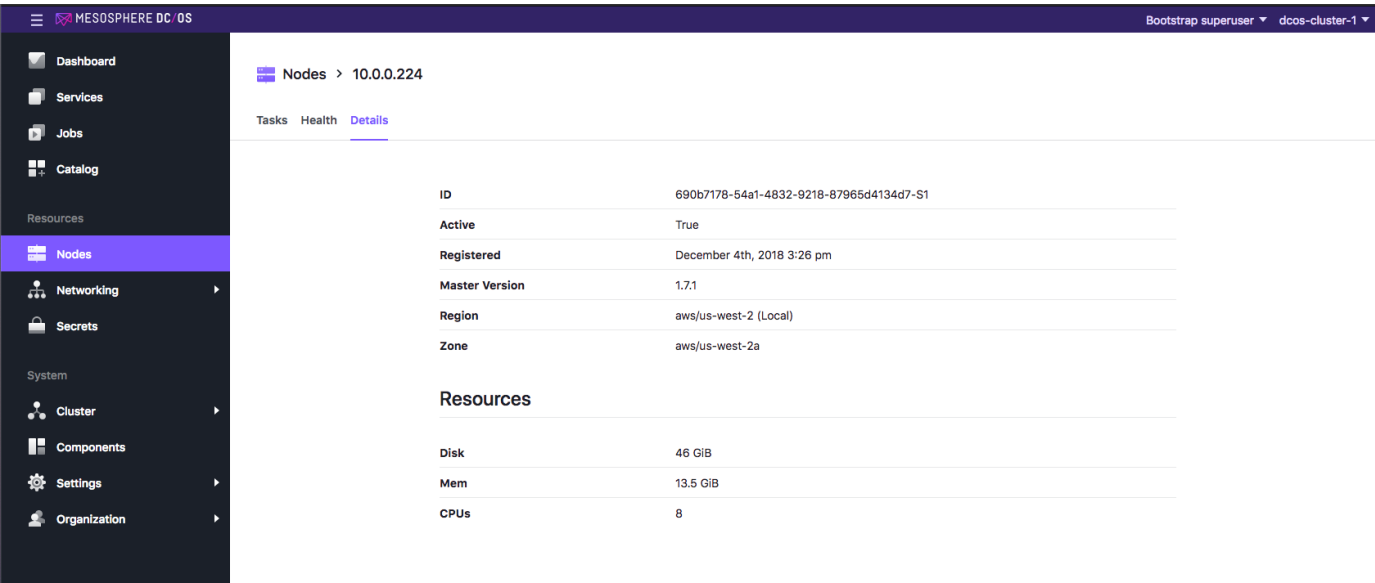 MESOSPHERE DC/OS
Bootstrap superuser dcos-cluster-1
Dashboard
Services
Jobs
Catalog
Resources
Nodes
Networking
Secrets
System
Cluster
Components
Settings
Organization
Nodes > 10.0.0.224
Tasks Health Details
ID 690b7178-54a1-4832-9218-87965d4134d7-S1
Active True
Registered December 4th, 2018 3:26 pm
Master Version 1.7.1
Region aws/us-west-2 (Local)
Zone aws/us-west-2a
Resources
Disk 46 GiB
Mem 13.5 GiB
CPUs 8